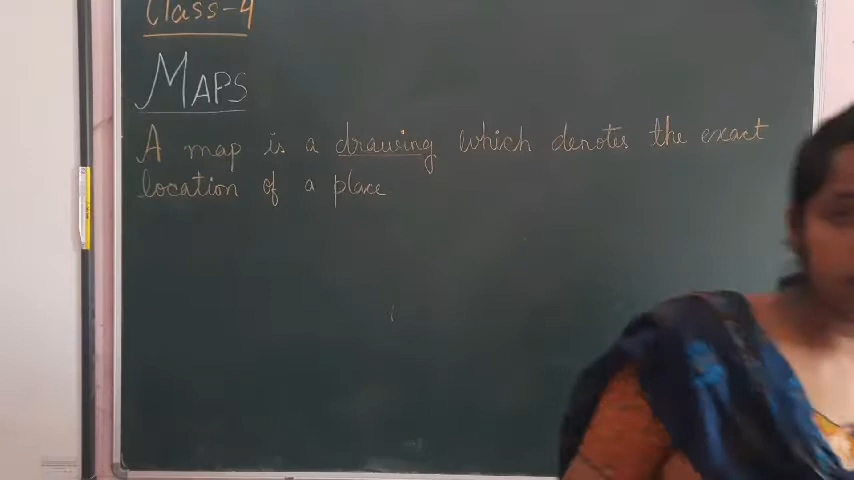 Class-4
MAPS
A map is a drawing which denotes the exact
location of a place